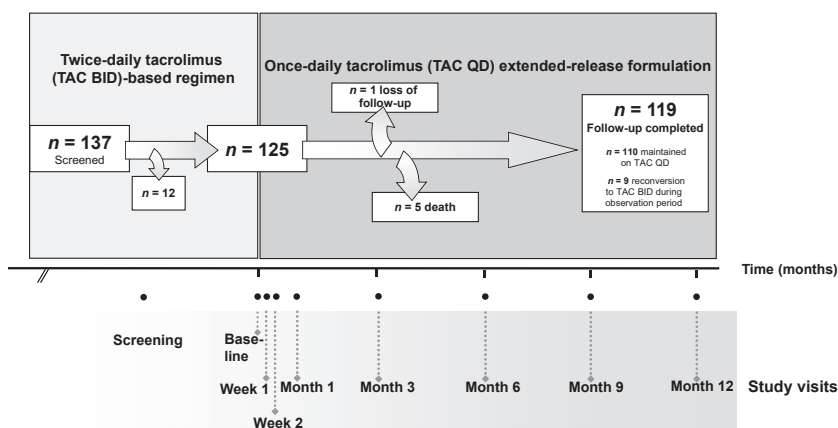 Twice-daily tacrolimus
(TAC BID)-based regimen
Once-daily tacrolimus (TAC QD) extended-release formulation
n = 137
Screened
n = 12
n = 125
n = 1 loss of
follow-up
n = 5 death
n = 119
Follow-up completed
n = 110 maintained
on TAC QD
n = 9 reconversion
to TAC BID during
observation period
Time (months)
Screening
Base-
line
Week 1
Week 2
Month 1
Month 3
Month 6
Month 9
Month 12
Study visits